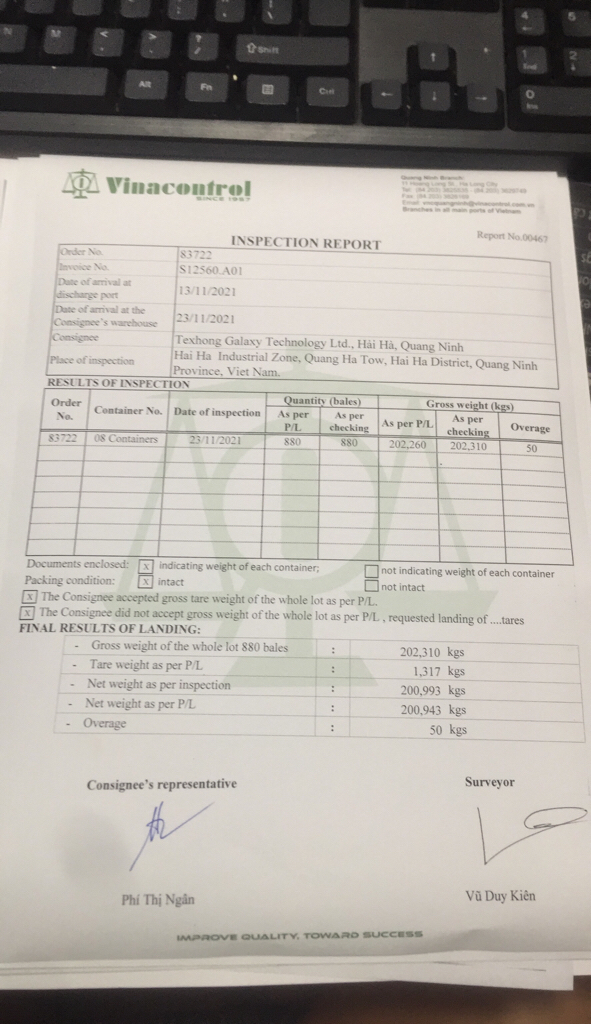 Vinacontrol
SINCE 1957
Quang Ninh Branch:
Branches in all main ports of Vietnam
Report No.00467
INSPECTION REPORT
Order No. 83722
Invoice No. S12560.A01
Date of arrival at discharge port 13/11/2021
Date of arrival at the Consignee's warehouse 23/11/2021
Consignee Texhong Galaxy Technology Ltd., Hải Hà, Quang Ninh
Place of inspection Hai Ha Industrial Zone, Quang Ha Tow, Hai Ha District, Quang Ninh
Province, Viet Nam.
RESULTS OF INSPECTION
Order No. Container No. Date of inspection Quantity (bales) Gross weight (kgs)
As per P/L As per checking As per P/L As per checking Overage
83722 08 Containers 23/11/2021 880 880 202,260 202,310 50
Documents enclosed: x indicating weight of each container; not indicating weight of each container
Packing condition: x intact not intact
x The Consignee accepted gross tare weight of the whole lot as per P/L.
x The Consignee did not accept gross weight of the whole lot as per P/L , requested landing of ....tares
FINAL RESULTS OF LANDING:
- Gross weight of the whole lot 880 bales : 202,310 kgs
- Tare weight as per P/L : 1,317 kgs
- Net weight as per inspection : 200,993 kgs
- Net weight as per P/L : 200,943 kgs
- Overage : 50 kgs
Consignee's representative Surveyor
Phí Thị Ngân Vũ Duy Kiên
IMPROVE QUALITY, TOWARD SUCCESS